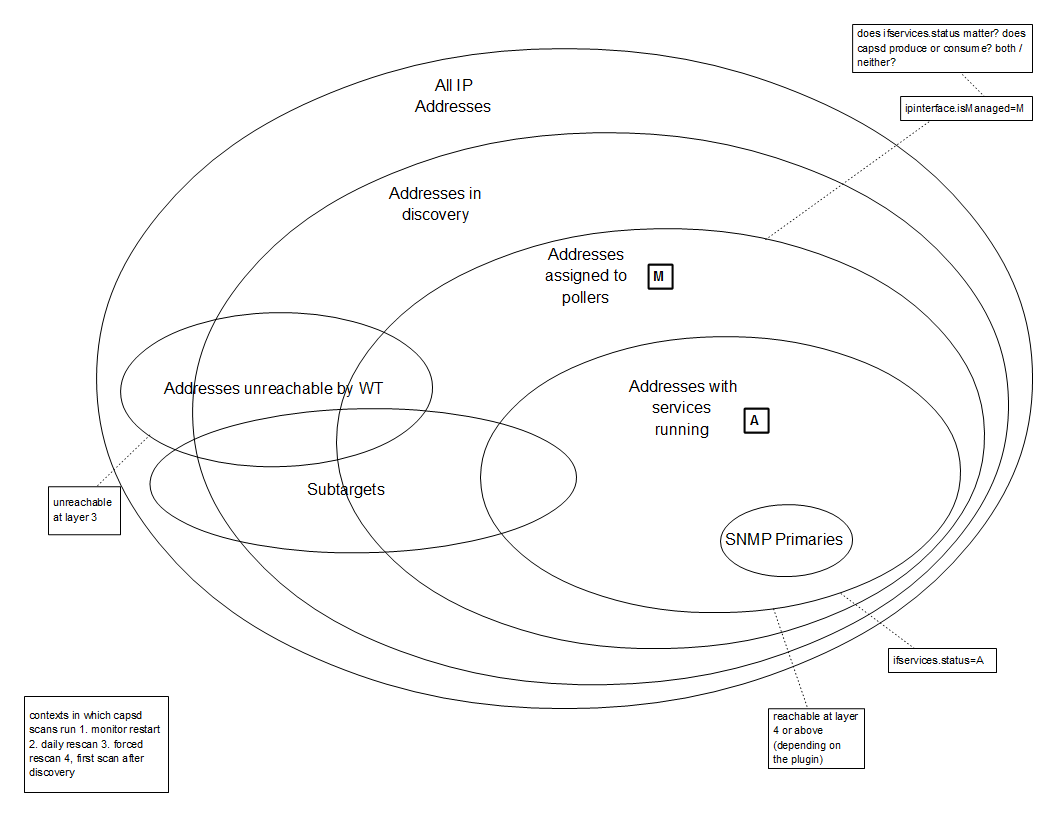 does ifservices.status matter? does
capsd produce or consume? both /
neither?
ipinterface.isManaged=M
All IP
Addresses
Addresses in
discovery
Addresses
assigned to
pollers
M
Addresses unreachable by WT
Addresses with
services
running
A
Subtargets
unreachable
at layer 3
SNMP Primaries
ifservices.status=A
contexts in which capsd
scans run 1. monitor restart
2. daily rescan 3. forced
rescan 4, first scan after
discovery
reachable at layer
4 or above
(depending on
the plugin)